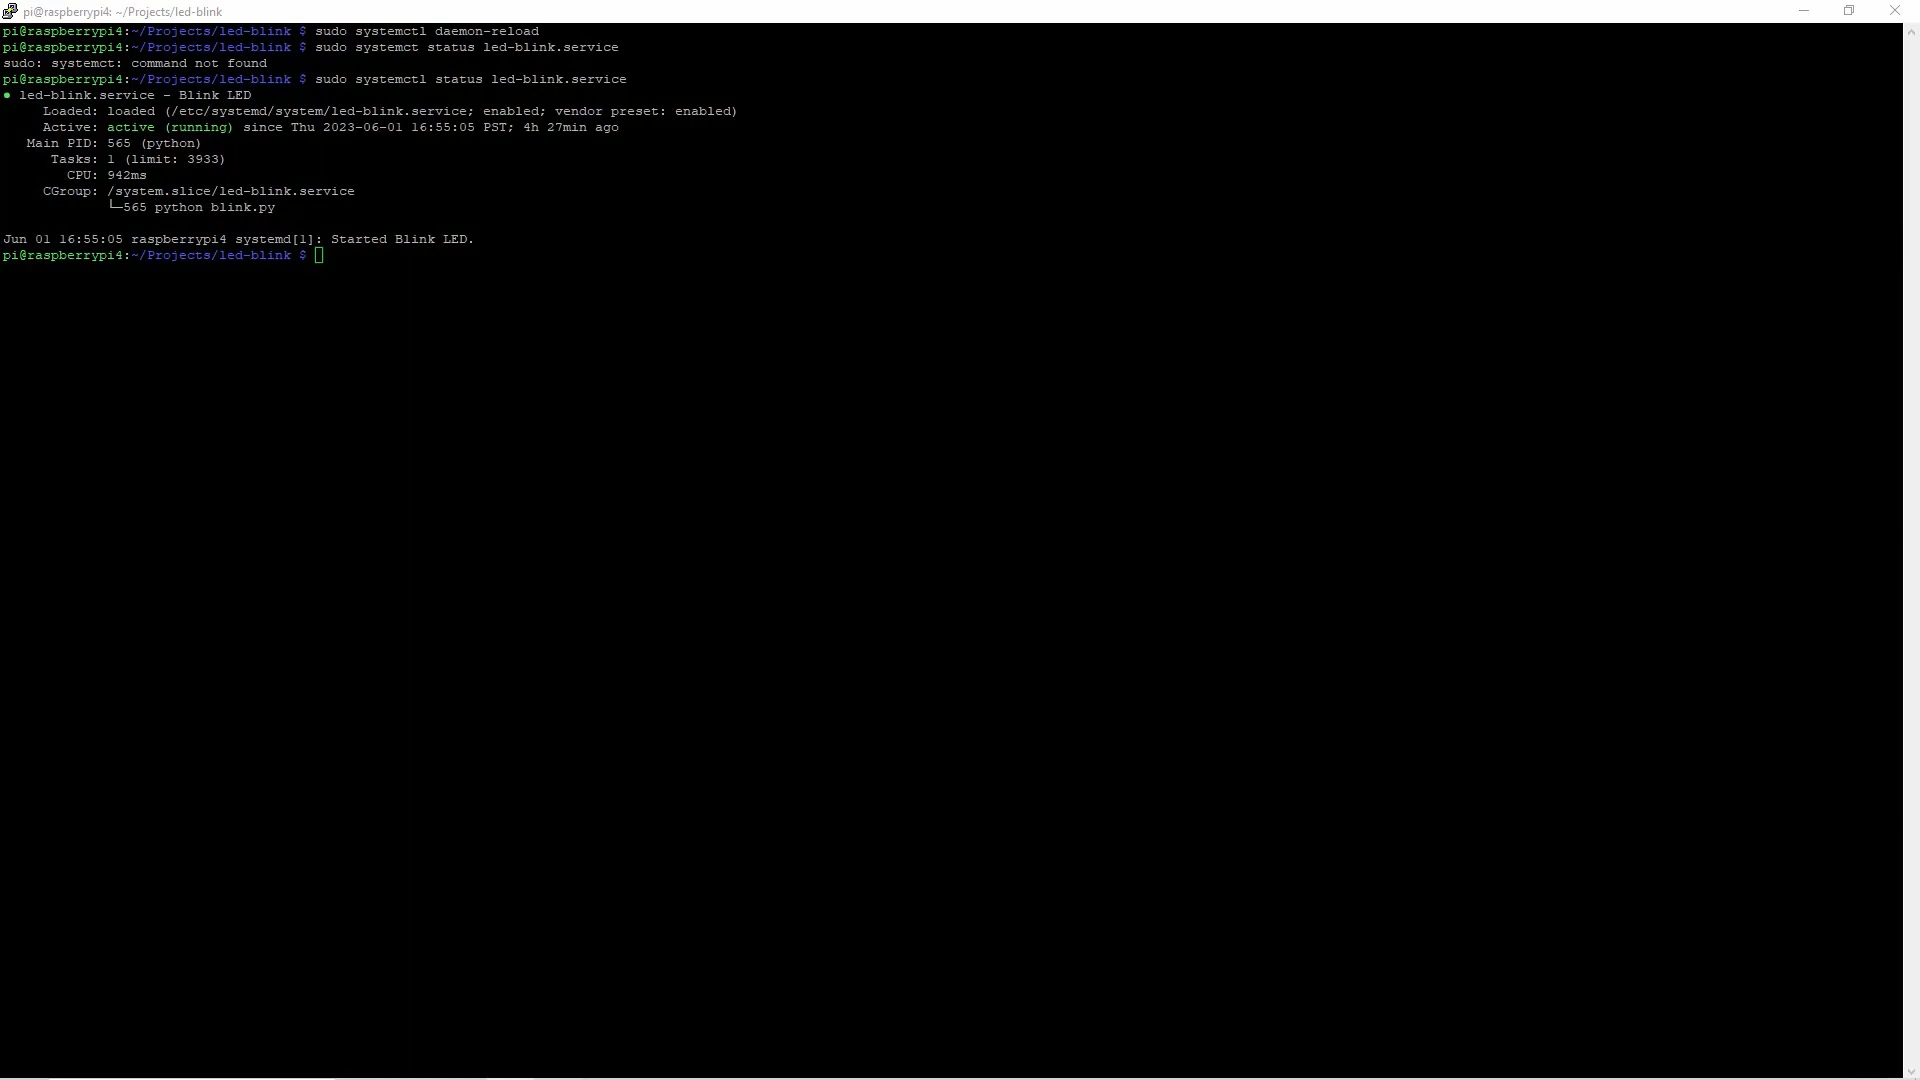 pi@raspberrypi4: ~/Projects/led-blink
pi@raspberrypi4:~/Projects/led-blink $ sudo systemctl daemon-reload
pi@raspberrypi4:~/Projects/led-blink $ sudo systemct status led-blink.service
sudo: systemct: command not found
pi@raspberrypi4:~/Projects/led-blink $ sudo systemctl status led-blink.service
● led-blink.service - Blink LED
Loaded: loaded (/etc/systemd/system/led-blink.service; enabled; vendor preset: enabled)
Active: active (running) since Thu 2023-06-01 16:55:05 PST; 4h 27min ago
Main PID: 565 (python)
Tasks: 1 (limit: 3933)
CPU: 942ms
CGroup: /system.slice/led-blink.service
└─565 python blink.py
Jun 01 16:55:05 raspberrypi4 systemd[1]: Started Blink LED.
pi@raspberrypi4:~/Projects/led-blink $